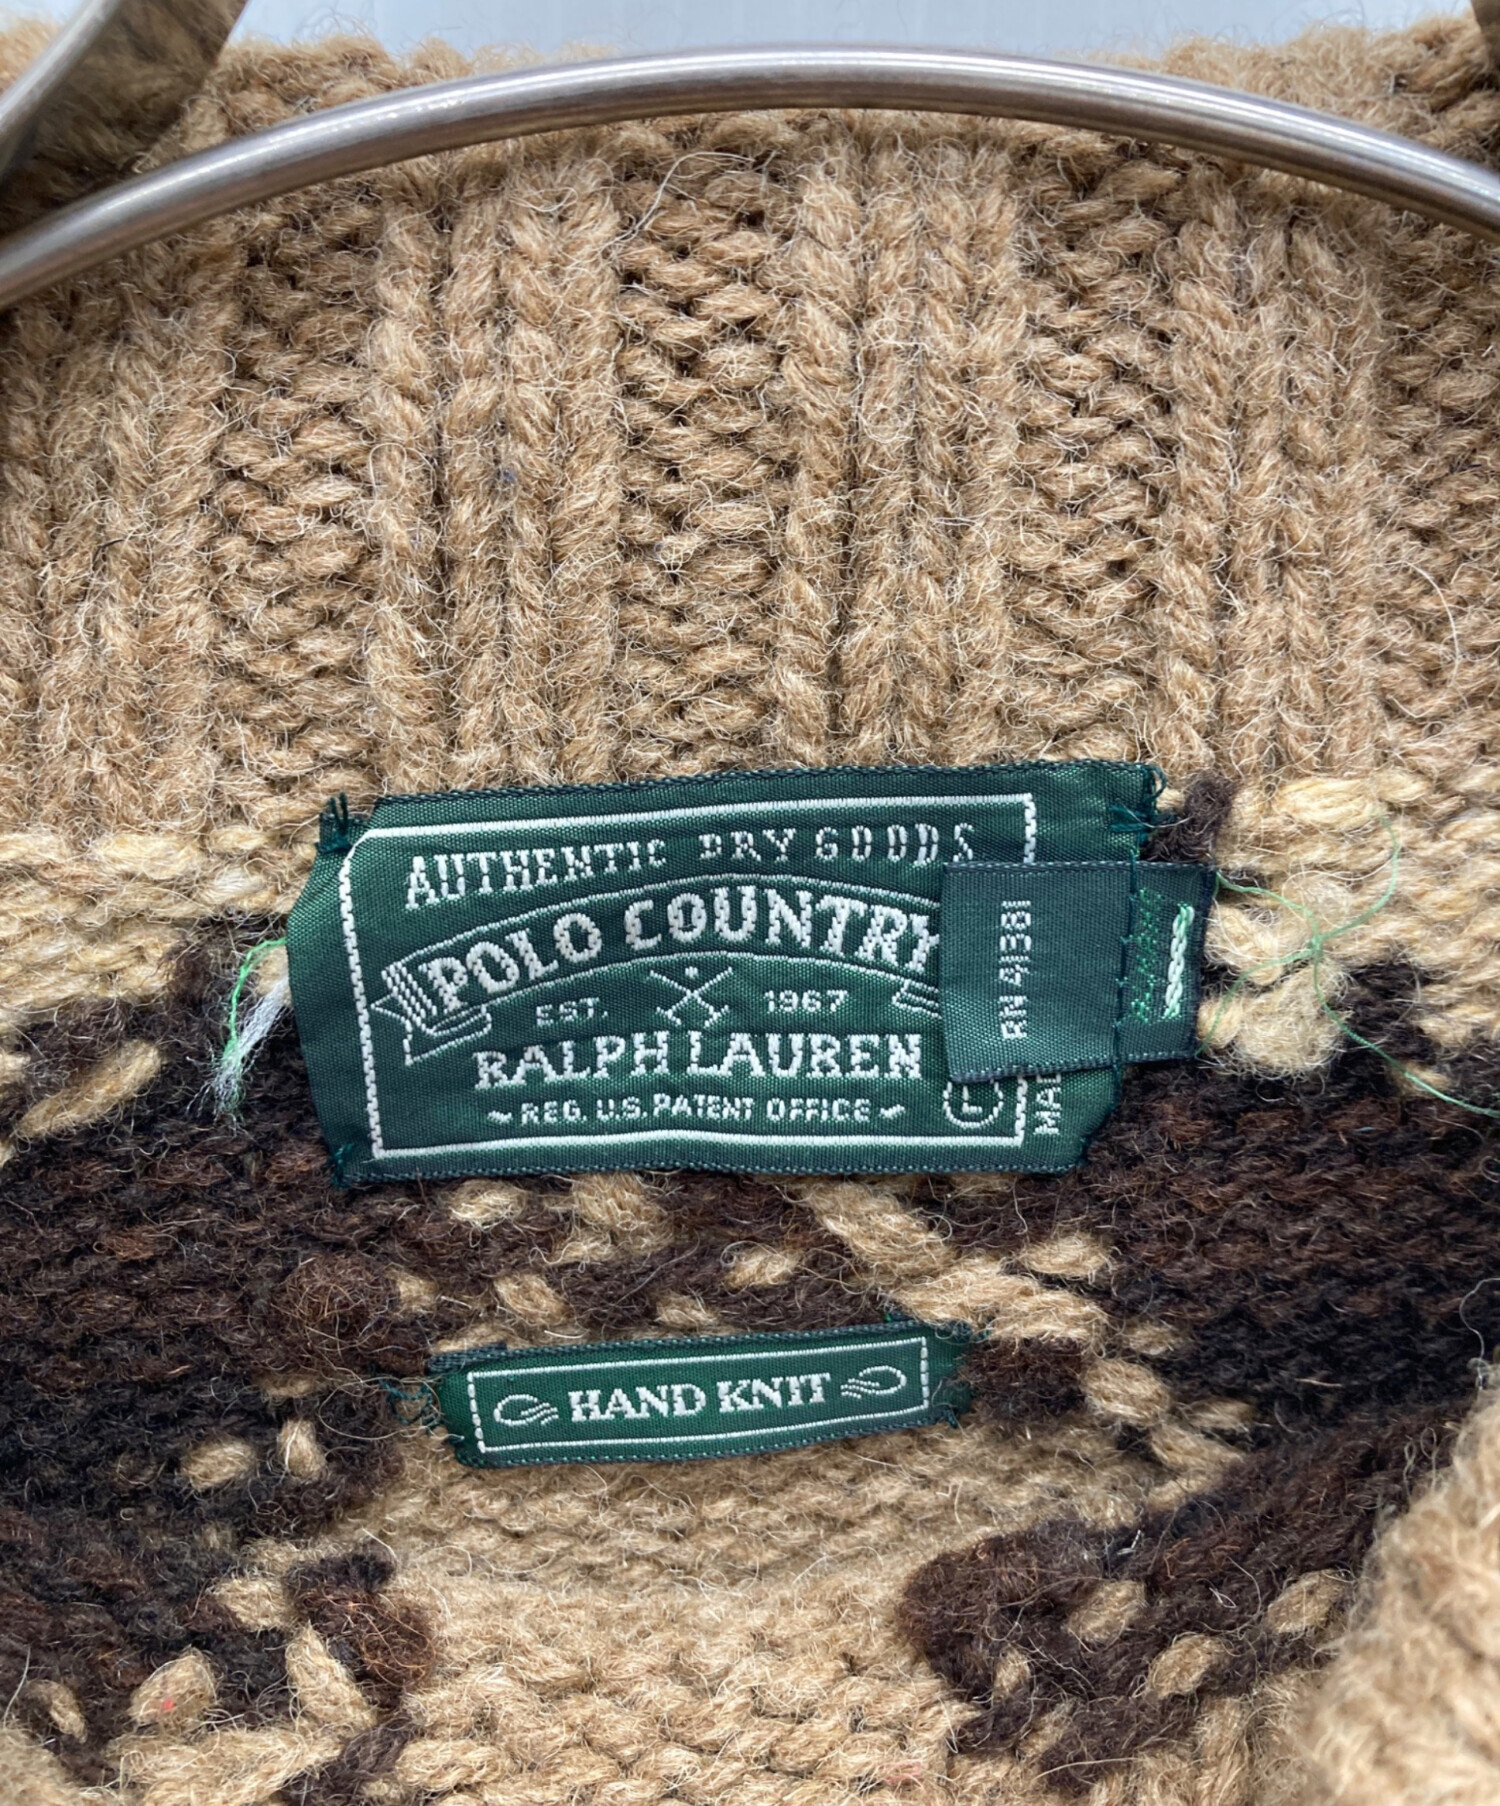 AUTHENTIC DRY GOODS
POLO COUNTRY
EST. 1967
RALPH LAUREN
REG. U.S. PATENT OFFICE
L
RN 41381
HAND KNIT